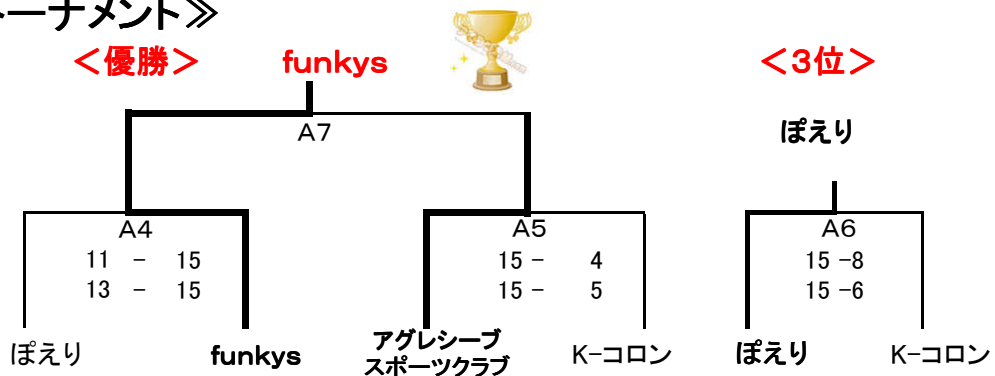 ーナメント≫
＜優勝＞ funkys ＜3位＞
A7 ぽえり
A4 A5 A6
11 － 15 15 － 4 15 －8
13 － 15 15 － 5 15 －6
ぽえり funkys アグレシーブ
スポーツクラブ K-コロン ぽえり K-コロン